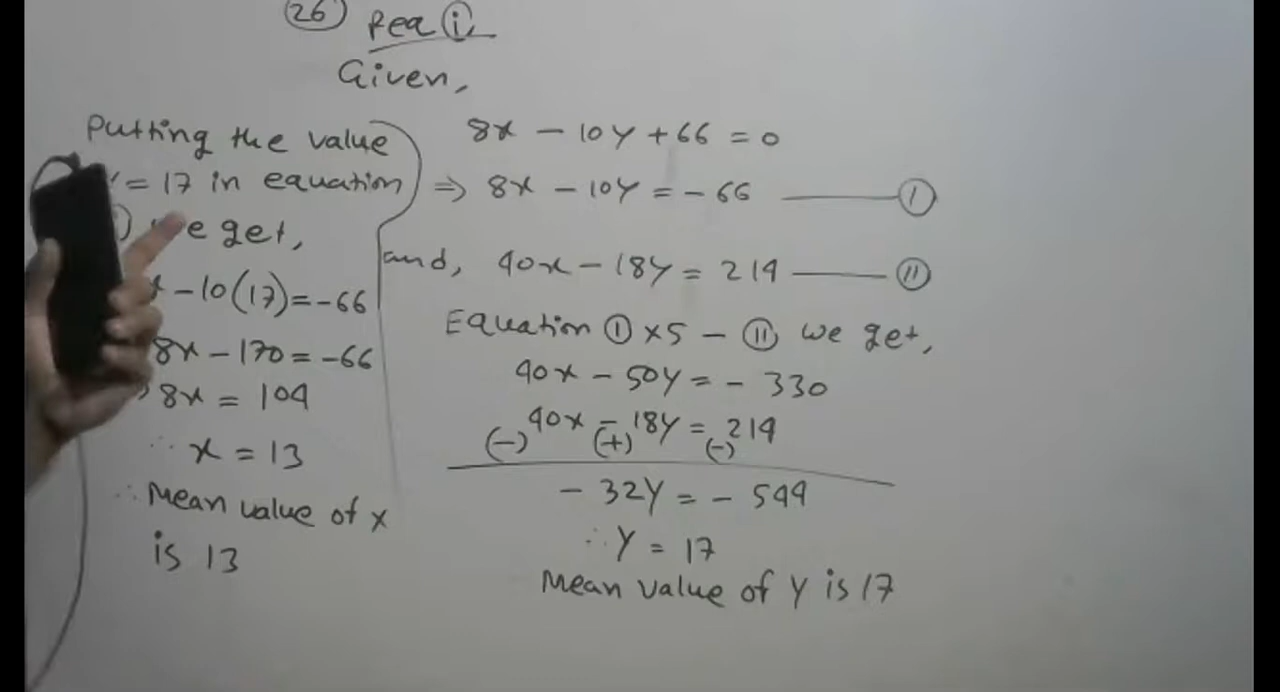 26 Req ⓘ
Given,
8x - 10y + 66 = 0
⇒ 8x - 10y = - 66 —— Ⓘ
and, 40x - 18y = 214 —— Ⓘⓘ
Equation Ⓘ x 5 - Ⓘⓘ we get,
40x - 50y = - 330
40x - 18y = 214
(-) (+) (-)
- 32y = - 544
∴ y = 17
Mean value of y is 17
Putting the value
= 17 in equation
we get,
- 10(17) = -66
8x - 170 = -66
8x = 104
∴ x = 13
∴ Mean value of x
is 13